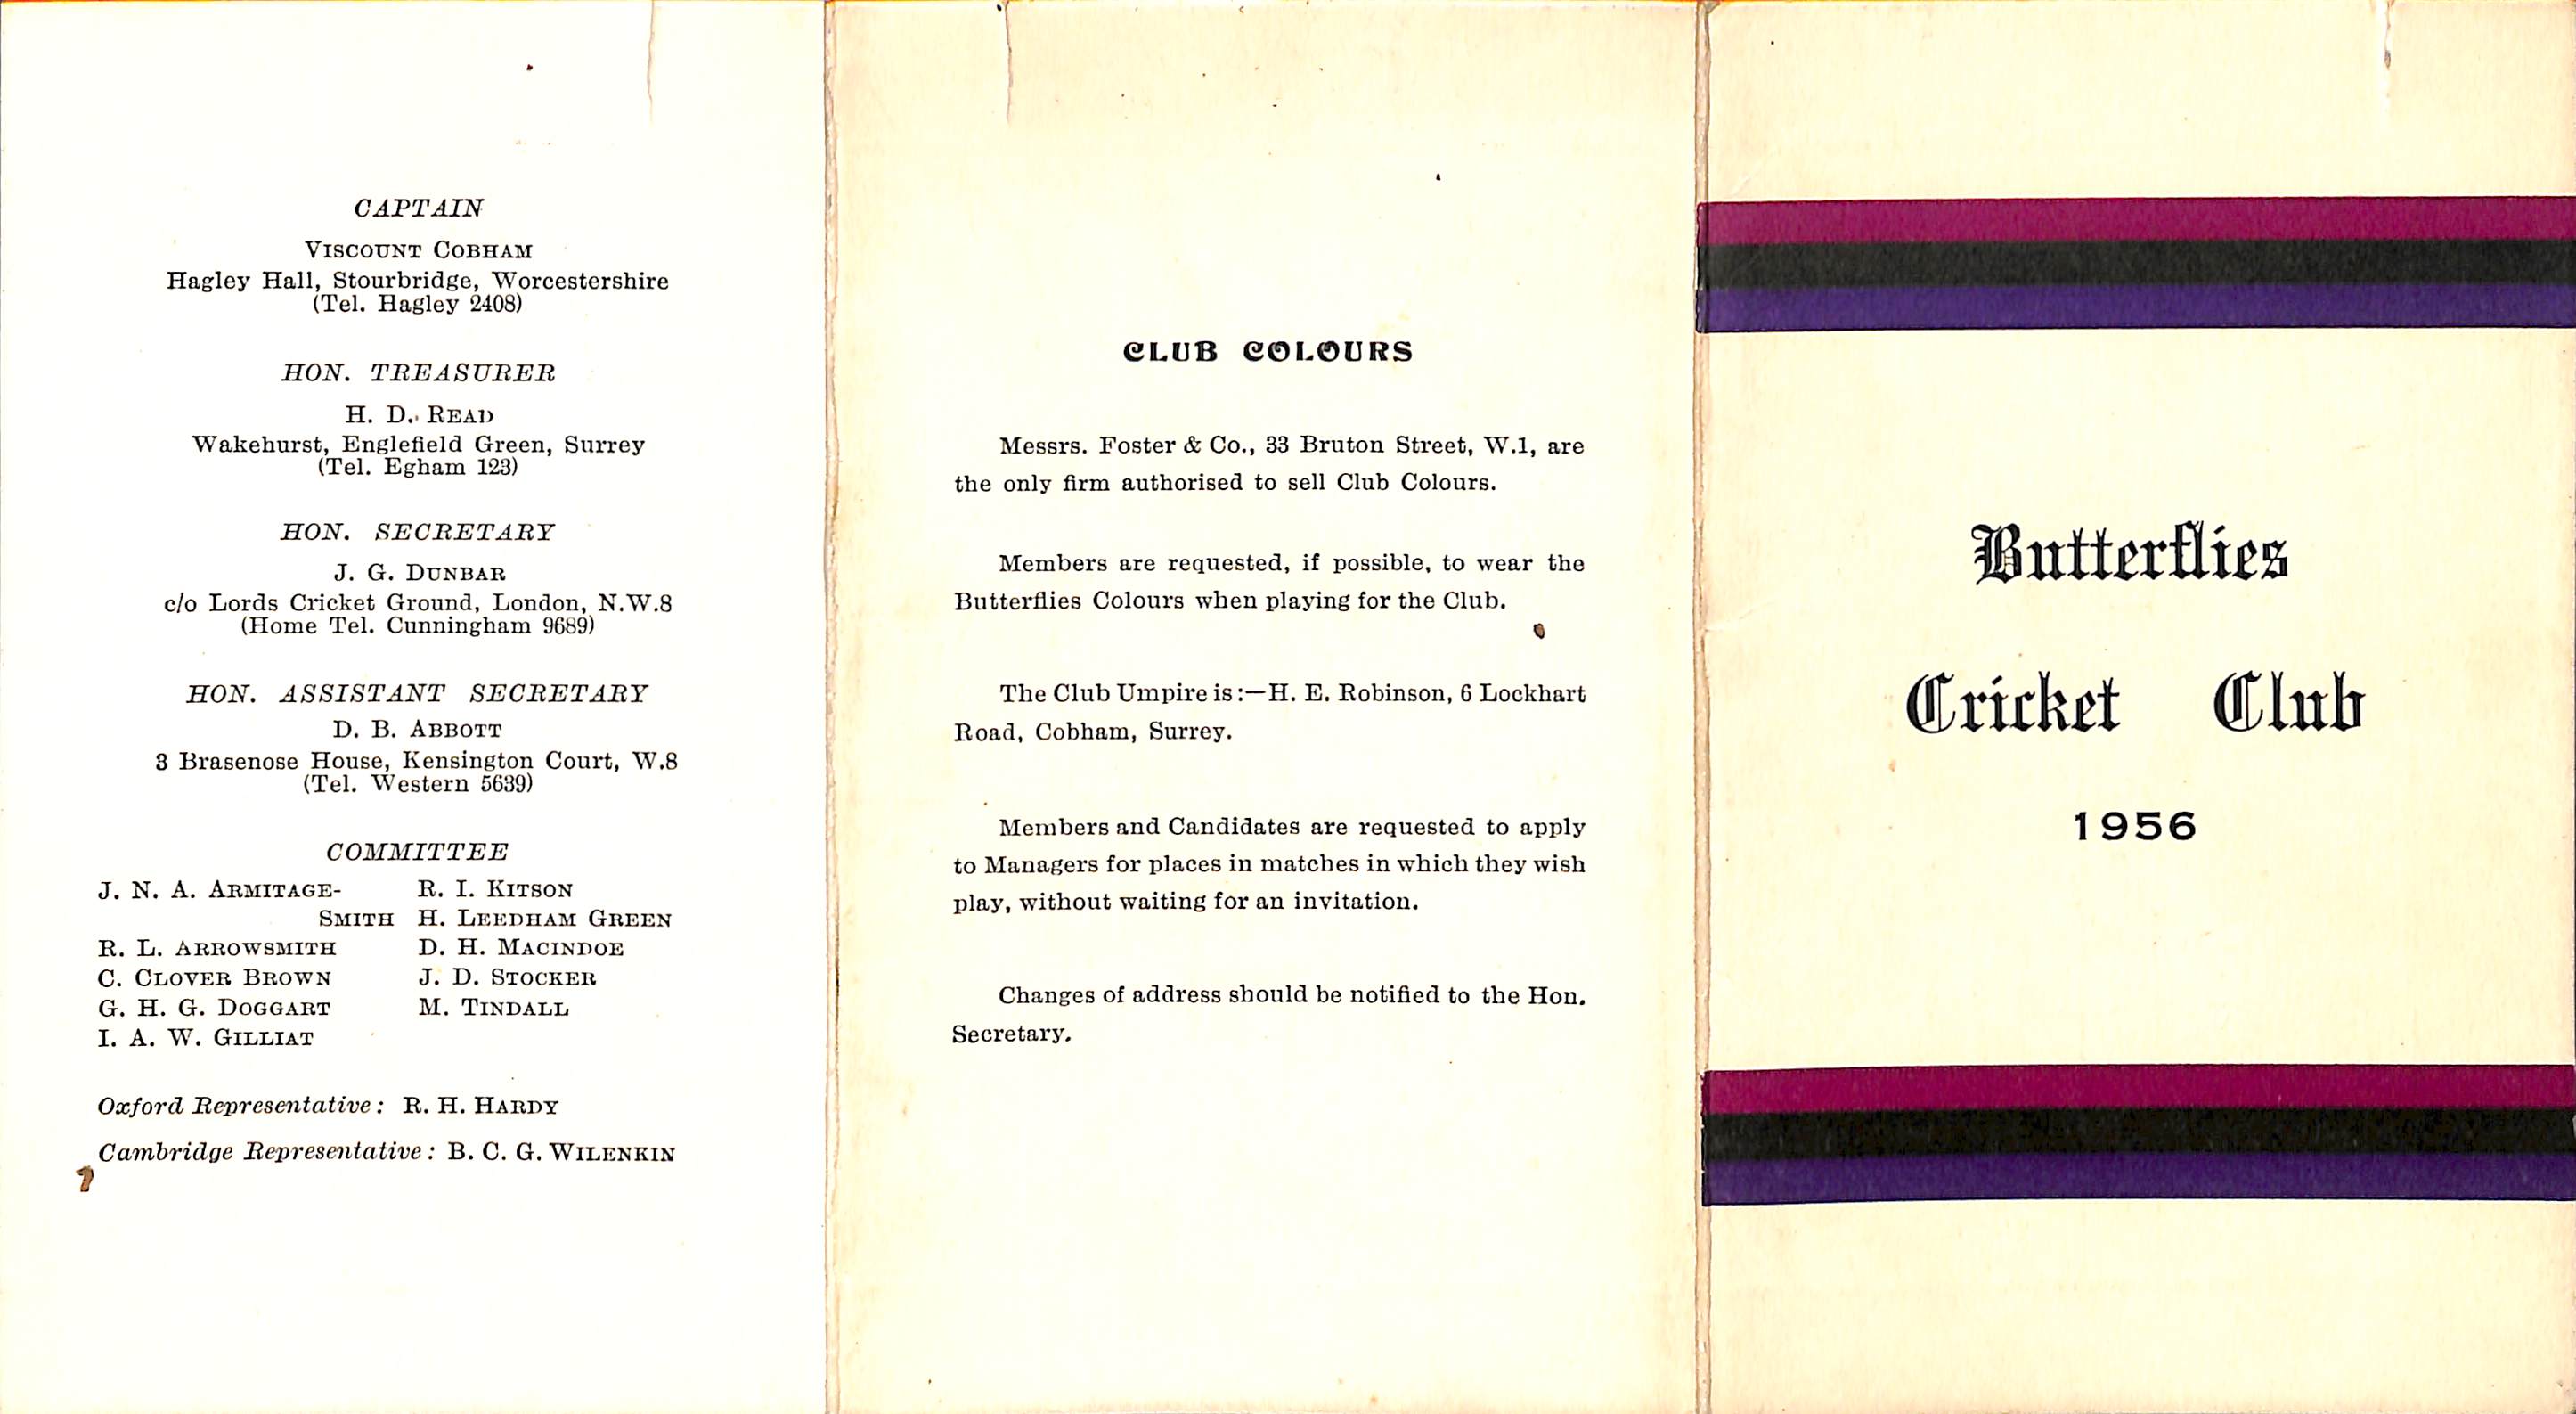 CAPTAIN
VISCOUNT COBHAM
Hagley Hall, Stourbridge, Worcestershire
(Tel. Hagley 2408)
HON. TREASURER
H. D. READ
Wakehurst, Englefield Green, Surrey
(Tel. Egham 123)
HON. SECRETARY
J. G. DUNBAR
c/o Lords Cricket Ground, London, N.W.8
(Home Tel. Cunningham 9689)
HON. ASSISTANT SECRETARY
D. B. ABBOTT
3 Brasenose House, Kensington Court, W.8
(Tel. Western 5639)
COMMITTEE
J. N. A. ARMITAGE-
SMITH
R. L. ARROWSMITH
C. CLOVER BROWN
G. H. G. DOGGART
I. A. W. GILLIAT
R. I. KITSON
H. LEEDHAM GREEN
D. H. MACINDOE
J. D. STOCKER
M. TINDALL
Oxford Representative: R. H. HARDY
Cambridge Representative: B. C. G. WILENKIN
CLUB COLOURS
Messrs. Foster & Co., 33 Bruton Street, W.1, are
the only firm authorised to sell Club Colours.
Members are requested, if possible, to wear the
Butterflies Colours when playing for the Club.
The Club Umpire is:—H. E. Robinson, 6 Lockhart
Road, Cobham, Surrey.
Members and Candidates are requested to apply
to Managers for places in matches in which they wish
play, without waiting for an invitation.
Changes of address should be notified to the Hon.
Secretary.
Butterflies
Cricket Club
1956